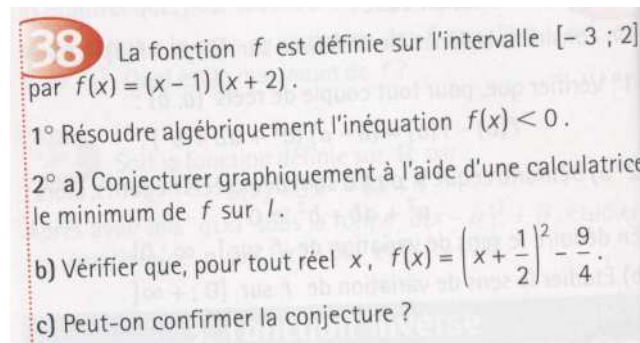 38 La fonction f est définie sur l'intervalle [– 3 ; 2]
par f(x) = (x – 1) (x + 2).
1° Résoudre algébriquement l'inéquation f(x) < 0.
2° a) Conjecturer graphiquement à l'aide d'une calculatrice
le minimum de f sur I.
b) Vérifier que, pour tout réel x, f(x) = (x + 1/2)² – 9/4.
c) Peut-on confirmer la conjecture ?